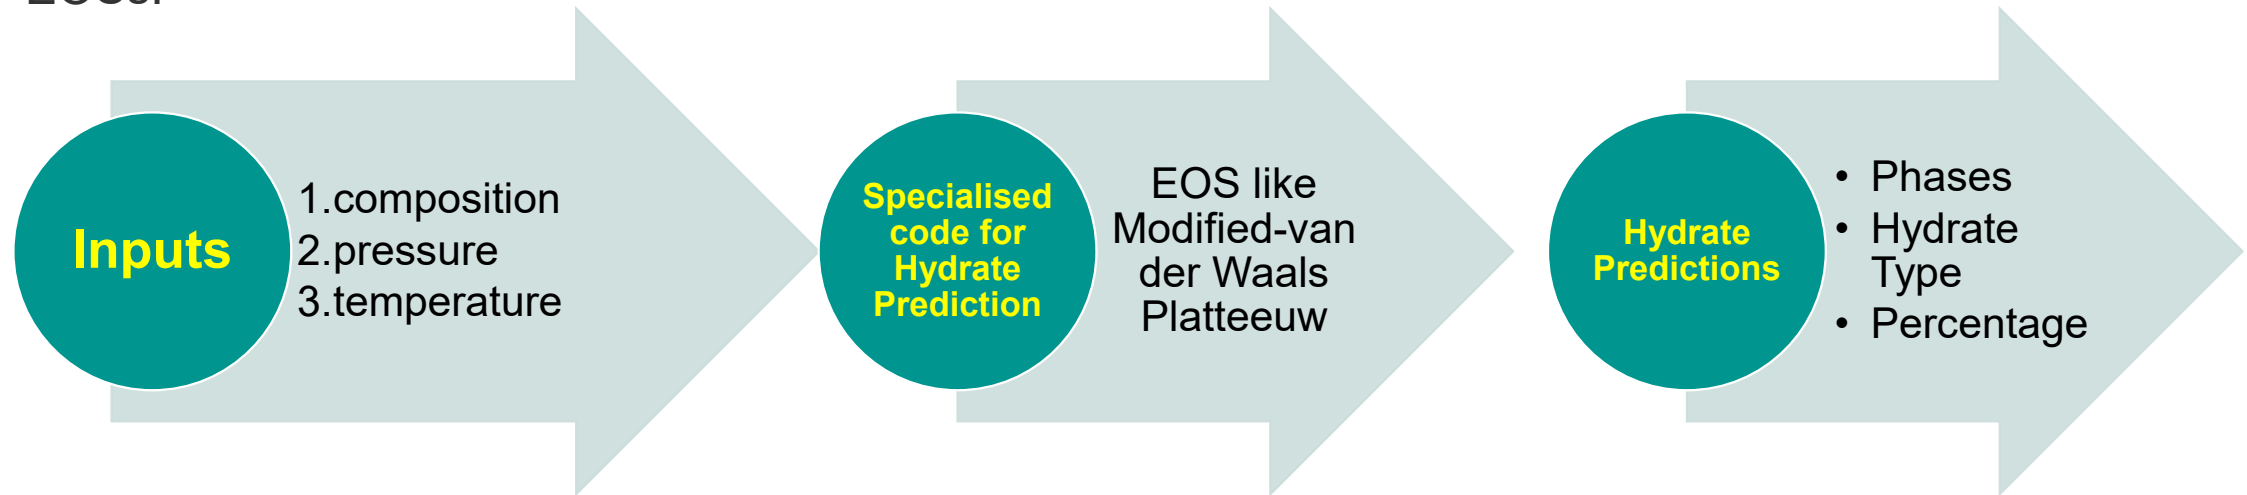 Inputs
1.composition
2.pressure
3.temperature
Specialised
code for
Hydrate
Prediction
EOS like
Modified-van
der Waals
Platteeuw
Hydrate
Predictions
• Phases
• Hydrate
Type
• Percentage